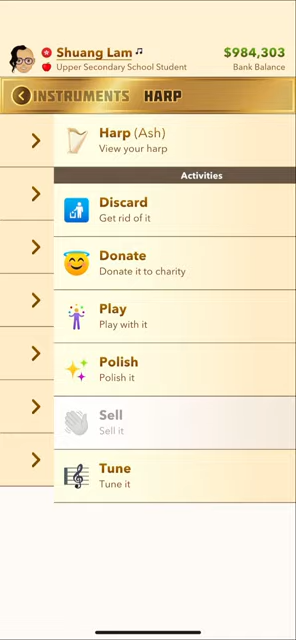 Shuang Lam
$984,303
Upper Secondary School Student
Bank Balance
INSTRUMENTS HARP
Harp (Ash)
View your harp
Activities
Discard
Get rid of it
Donate
Donate it to charity
Play
Play with it
Polish
Polish it
Sell
Sell it
Tune
Tune it